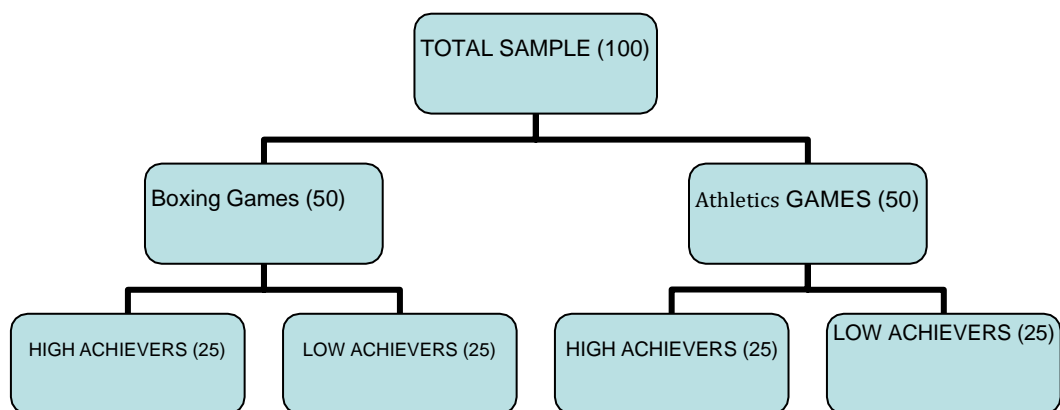 TOTAL SAMPLE (100)
Boxing Games (50)
Athletics GAMES (50)
HIGH ACHIEVERS (25)
LOW ACHIEVERS (25)
HIGH ACHIEVERS (25)
LOW ACHIEVERS (25)